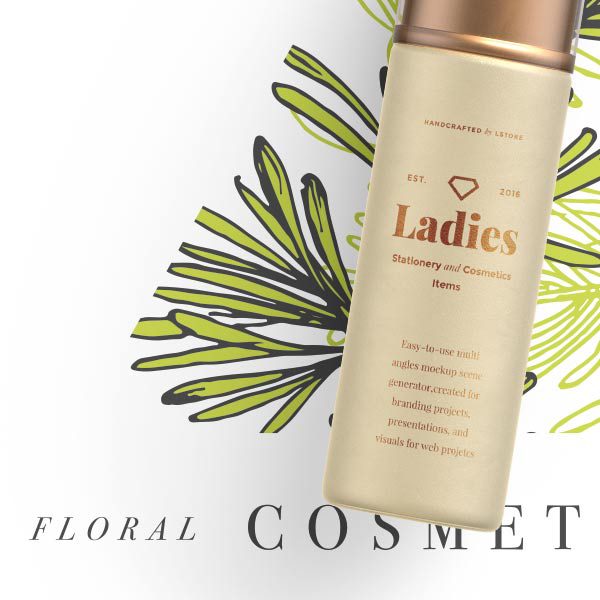 HANDCRAFTED by LSTORE
EST. 2016
Ladies
Stationery and Cosmetics
Items
Easy-to-use multi
angles mockup scene
generator,created for
branding projects,
presentations, and
visuals for web projetcs
FLORAL COSMET